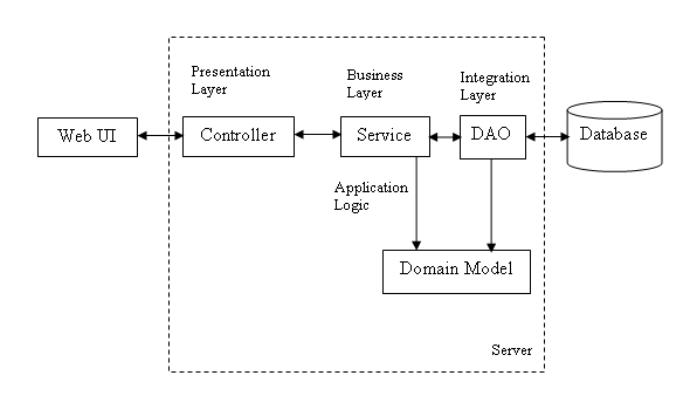 Presentation
Layer
Business
Layer
Integration
Layer
Web UI
Controller
Service
DAO
Database
Application
Logic
Domain Model
Server